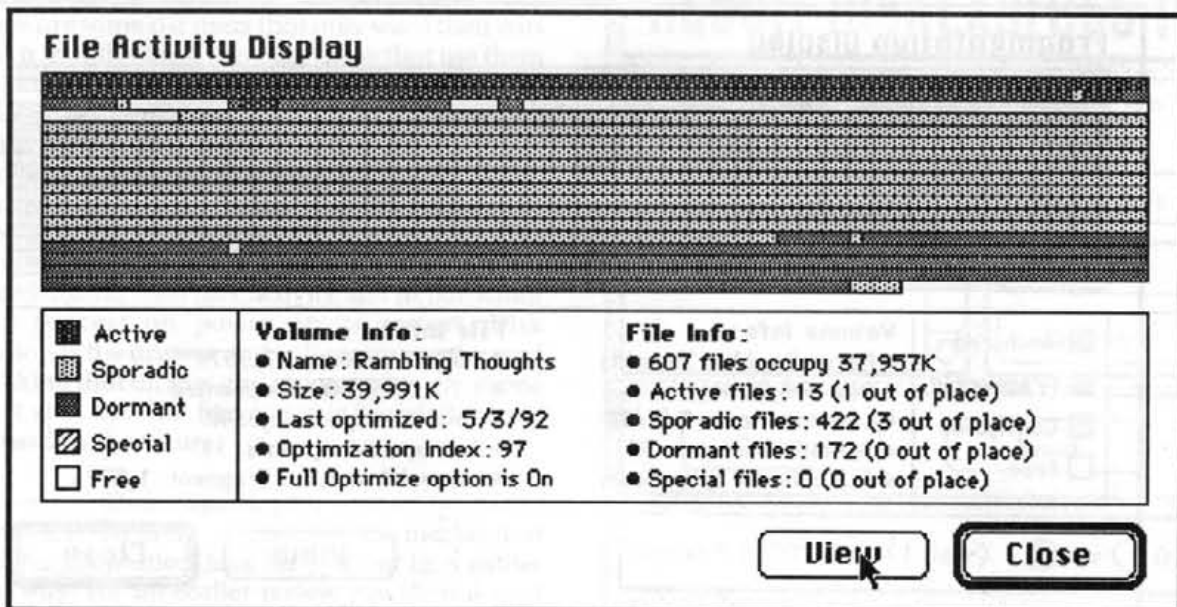 File Activity Display
Active
Sporadic
Dormant
Special
Free
Volume Info:
● Name: Rambling Thoughts
● Size: 39,991K
● Last optimized: 5/3/92
● Optimization Index: 97
● Full Optimize option is On
File Info:
● 607 files occupy 37,957K
● Active files: 13 (1 out of place)
● Sporadic files: 422 (3 out of place)
● Dormant files: 172 (0 out of place)
● Special files: 0 (0 out of place)
View
Close